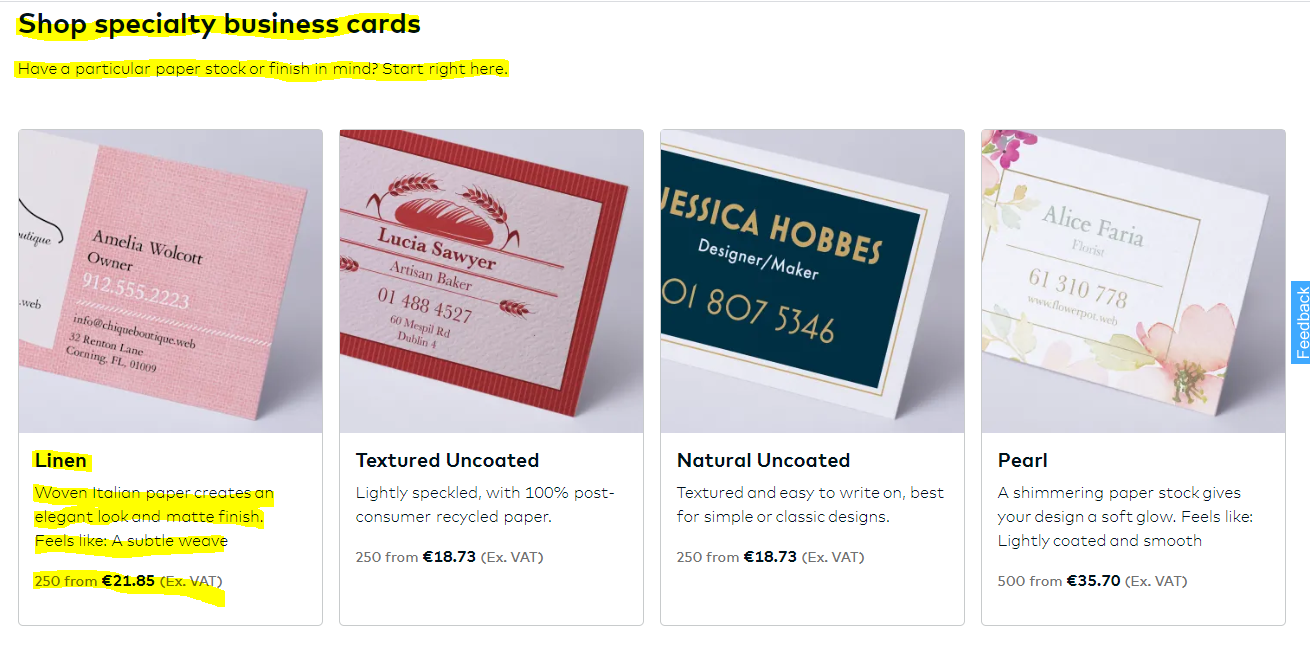 Shop specialty business cards
Have a particular paper stock or finish in mind? Start right here.
utique
.web
Amelia Wolcott
Owner
912.555.2223
info@chiqueboutique.web
32 Renton Lane
Corning, FL, 01009
Lucia Sawyer
Artisan Baker
01 488 4527
60 Mespil Rd
Dublin 4
JESSICA HOBBES
Designer/Maker
01 807 5346
Alice Faria
Florist
61 310 778
www.flowerpot.web
Feedback
Linen
Woven Italian paper creates an
elegant look and matte finish.
Feels like: A subtle weave
250 from €21.85 (Ex. VAT)
Textured Uncoated
Lightly speckled, with 100% post-
consumer recycled paper.
250 from €18.73 (Ex. VAT)
Natural Uncoated
Textured and easy to write on, best
for simple or classic designs.
250 from €18.73 (Ex. VAT)
Pearl
A shimmering paper stock gives
your design a soft glow. Feels like:
Lightly coated and smooth
500 from €35.70 (Ex. VAT)